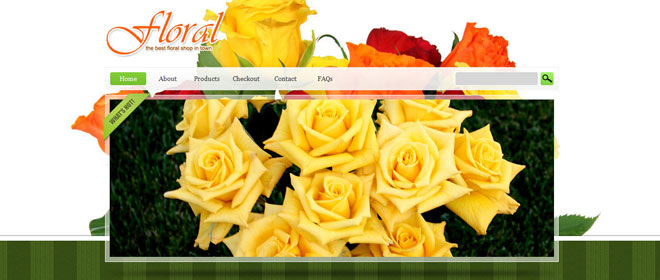 Floral
the best floral shop in town
Home About Products Checkout Contact FAQs
WHAT'S HOT!